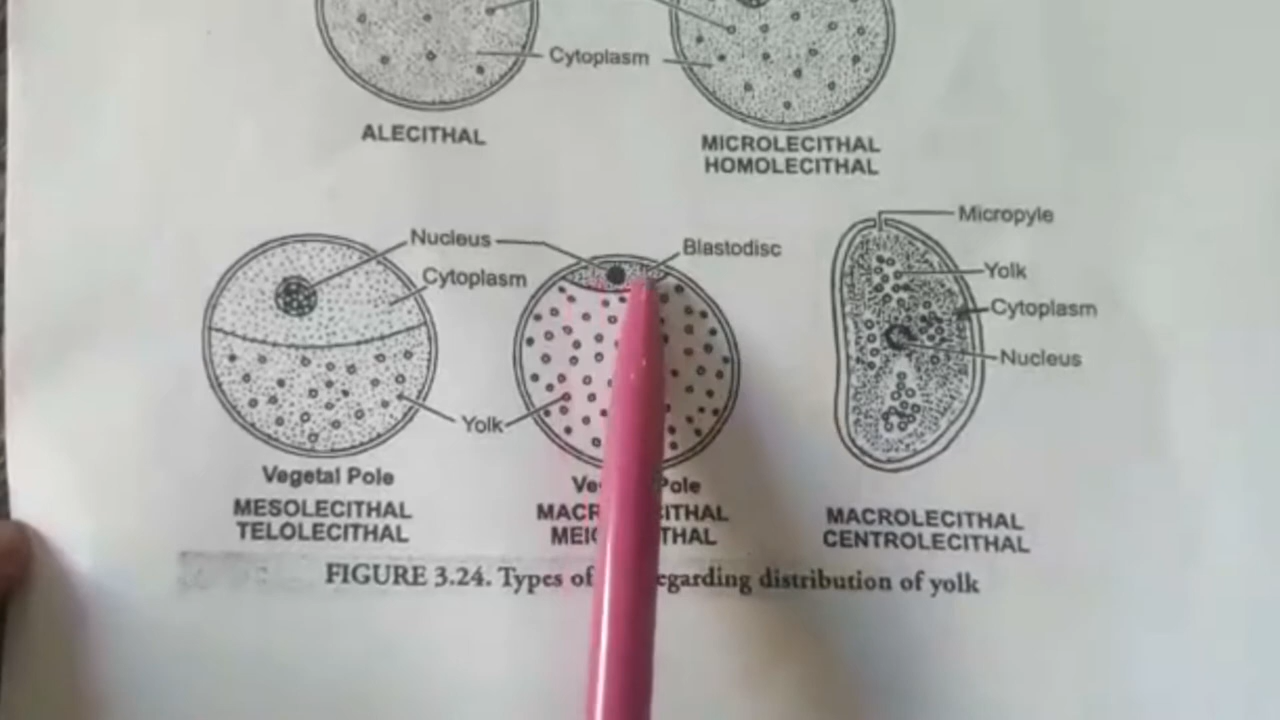 Cytoplasm
ALECITHAL
MICROLECITHAL
HOMOLECITHAL
Micropyle
Nucleus
Blastodisc
Cytoplasm
Yolk
Cytoplasm
Nucleus
Yolk
Vegetal Pole
Pole
MESOLECITHAL
TELOLECITHAL
MACROLECITHAL
CENTROLECITHAL
FIGURE 3.24. Types of regarding distribution of yolk